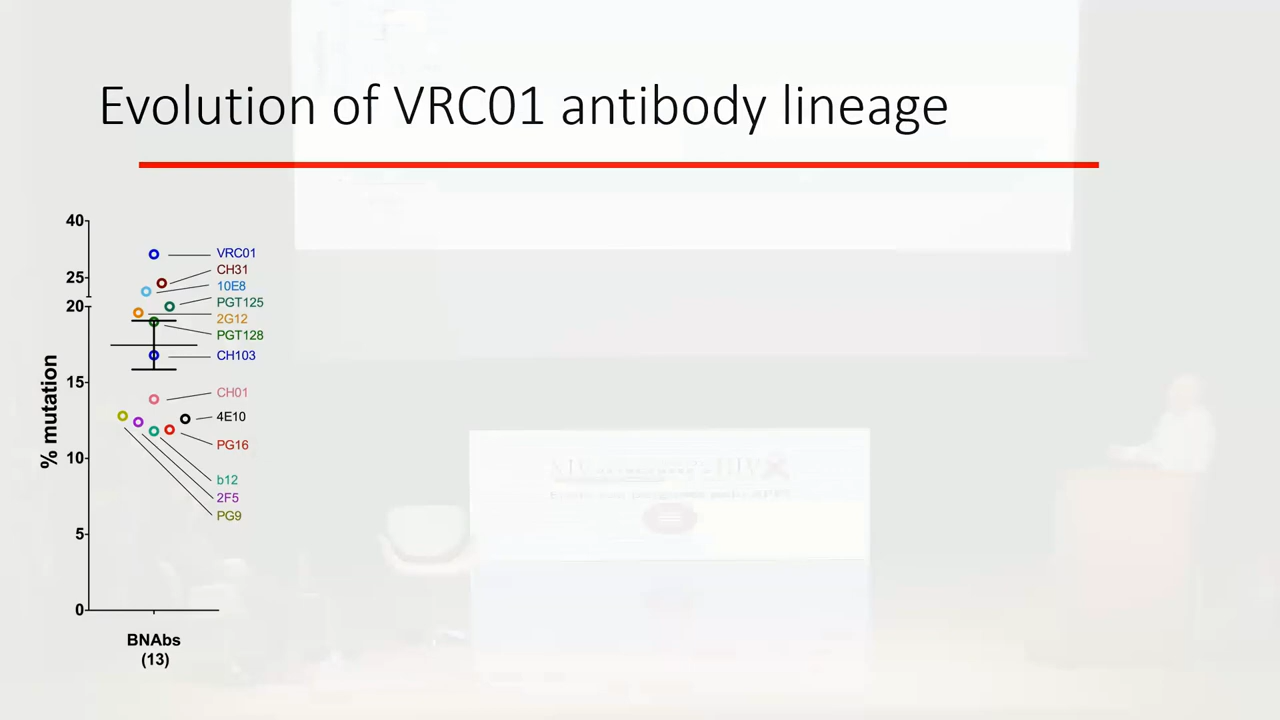 Evolution of VRC01 antibody lineage
40
25
20
15
10
5
0
% mutation
VRC01
CH31
10E8
PGT125
2G12
PGT128
CH103
CH01
4E10
PG16
b12
2F5
PG9
BNAbs
(13)